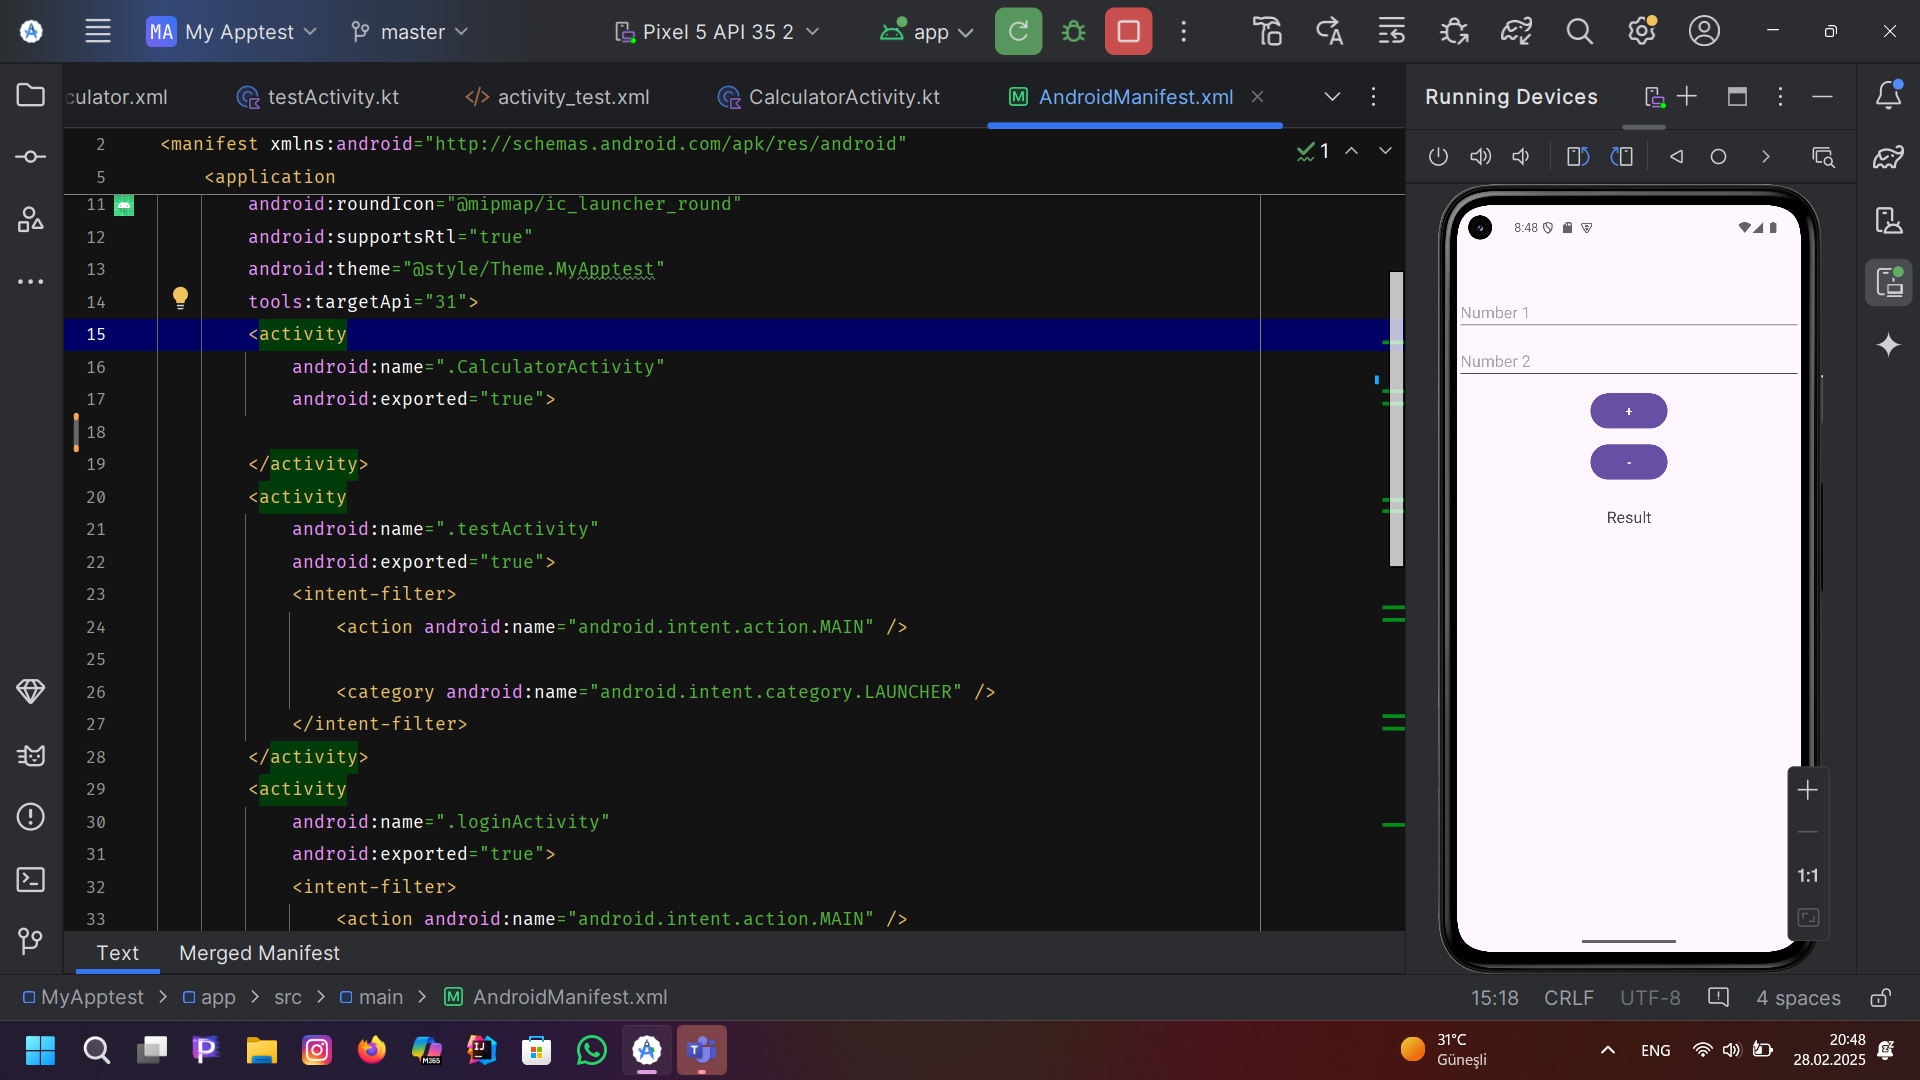 MA My Apptest
master
Pixel 5 API 35 2
app
culator.xml
testActivity.kt
activity_test.xml
CalculatorActivity.kt
AndroidManifest.xml
Running Devices
2 <manifest xmlns:android="http://schemas.android.com/apk/res/android"
1
5 <application
11 android:roundIcon="@mipmap/ic_launcher_round"
12 android:supportsRtl="true"
13 android:theme="@style/Theme.MyApptest"
14 tools:targetApi="31">
15 <activity
16 android:name=".CalculatorActivity"
17 android:exported="true">
18
19 </activity>
20 <activity
21 android:name=".testActivity"
22 android:exported="true">
23 <intent-filter>
24 <action android:name="android.intent.action.MAIN" />
25
26 <category android:name="android.intent.category.LAUNCHER" />
27 </intent-filter>
28 </activity>
29 <activity
30 android:name=".loginActivity"
31 android:exported="true">
32 <intent-filter>
33 <action android:name="android.intent.action.MAIN" />
8:48
Number 1
Number 2
+
-
Result
1:1
Text
Merged Manifest
MyApptest > app > src > main > AndroidManifest.xml
15:18
CRLF
UTF-8
4 spaces
M365
31°C
Güneşli
ENG
20:48
28.02.2025